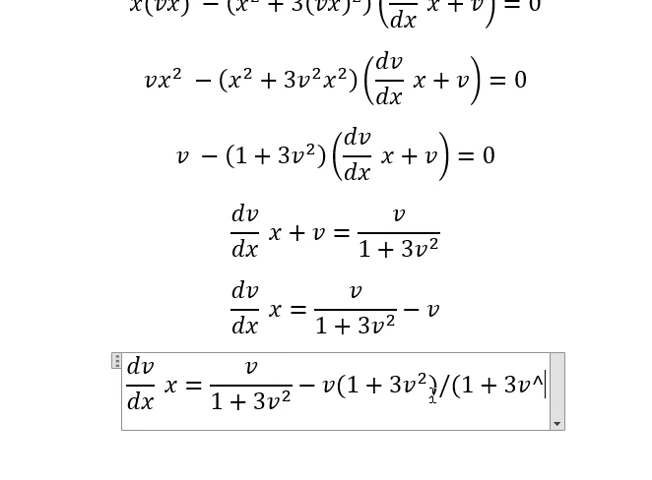 x(vx) − (x² + 3(vx)²)(dv/dx x + v) = 0
vx² − (x² + 3v²x²)(dv/dx x + v) = 0
v − (1 + 3v²)(dv/dx x + v) = 0
dv/dx x + v = v/(1 + 3v²)
dv/dx x = v/(1 + 3v²) − v
dv/dx x = v/(1 + 3v²) − v(1 + 3v²)/(1 + 3v^